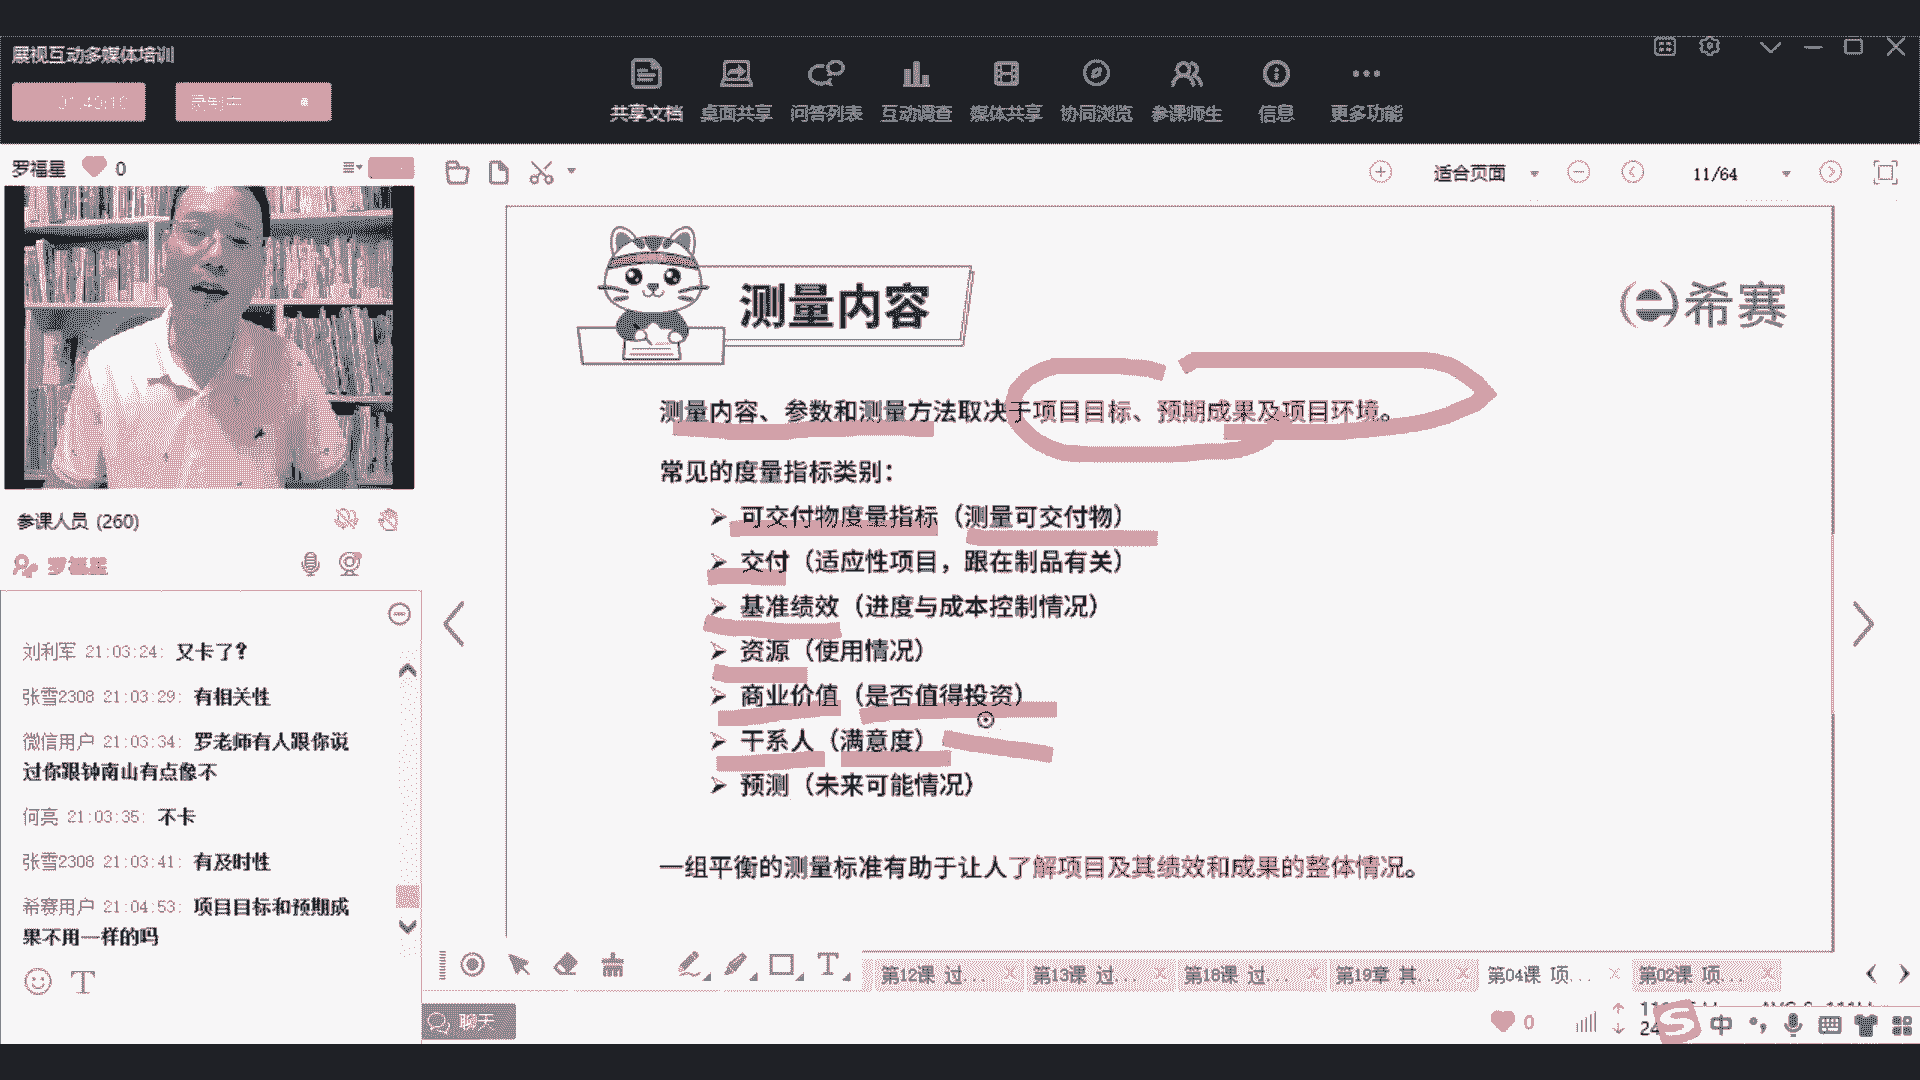 展视互动多媒体培训
01:40:10 录制中
共享文档 桌面共享 问答列表 互动调查 媒体共享 协同浏览 参课师生 信息 更多功能
罗福星 0
适合页面 11/64
测量内容
希赛
测量内容、参数和测量方法取决于项目目标、预期成果及项目环境。
常见的度量指标类别：
➢ 可交付物度量指标（测量可交付物）
➢ 交付（适应性项目，跟在制品有关）
➢ 基准绩效（进度与成本控制情况）
➢ 资源（使用情况）
➢ 商业价值（是否值得投资）
➢ 干系人（满意度）
➢ 预测（未来可能情况）
一组平衡的测量标准有助于让人了解项目及其绩效和成果的整体情况。
参课人员 (260)
罗福星
刘利军 21:03:24: 又卡了？
张雪2308 21:03:29: 有相关性
微信用户 21:03:34: 罗老师有人跟你说
过你跟钟南山有点像不
何亮 21:03:35: 不卡
张雪2308 21:03:41: 有及时性
希赛用户 21:04:53: 项目目标和预期成
果不用一样的吗
第12课 过... 第13课 过... 第18课 过... 第19章 其... 第04课 项... 第02课 项...
聊天
0
中